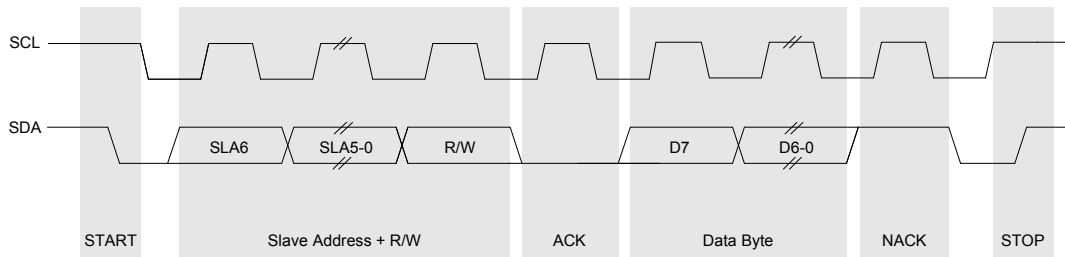 SCL
SDA
SLA6 SLA5-0 R/W D7 D6-0
START Slave Address + R/W ACK Data Byte NACK STOP